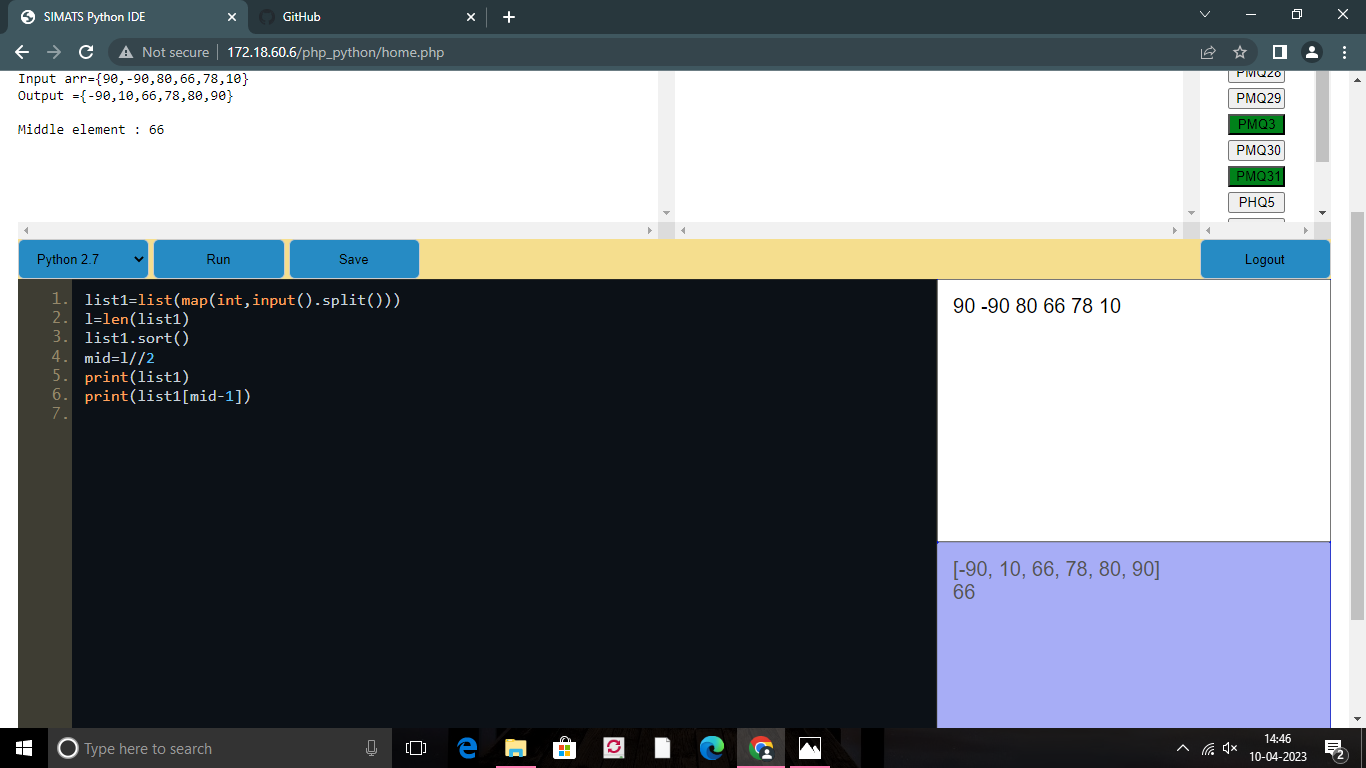 SIMATS Python IDE
GitHub
Not secure
172.18.60.6/php_python/home.php
Input arr={90,-90,80,66,78,10}
Output ={-90,10,66,78,80,90}
Middle element : 66
PMQ28
PMQ29
PMQ3
PMQ30
PMQ31
PHQ5
Python 2.7
Run
Save
Logout
1. list1=list(map(int,input().split()))
2. l=len(list1)
3. list1.sort()
4. mid=l//2
5. print(list1)
6. print(list1[mid-1])
7.
90 -90 80 66 78 10
[-90, 10, 66, 78, 80, 90]
66
Type here to search
14:46
10-04-2023
2